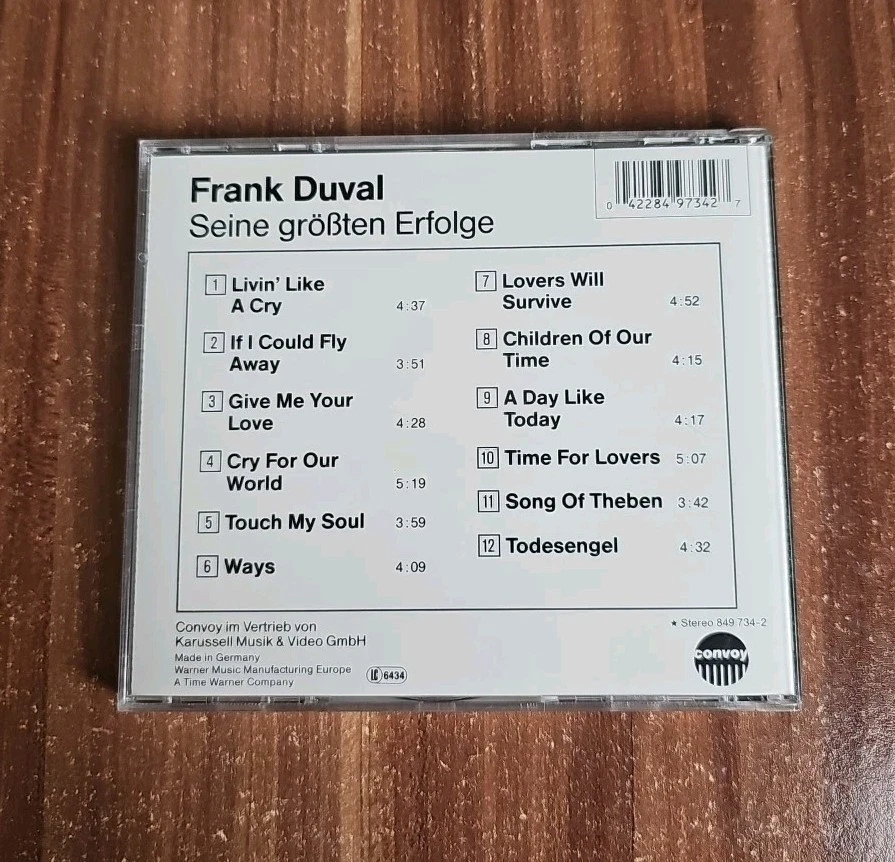 Frank Duval
Seine größten Erfolge
0 42284 97342 7
1 Livin' Like
A Cry 4:37
2 If I Could Fly
Away 3:51
3 Give Me Your
Love 4:28
4 Cry For Our
World 5:19
5 Touch My Soul 3:59
6 Ways 4:09
7 Lovers Will
Survive 4:52
8 Children Of Our
Time 4:15
9 A Day Like
Today 4:17
10 Time For Lovers 5:07
11 Song Of Theben 3:42
12 Todesengel 4:32
Convoy im Vertrieb von
Karussell Musik & Video GmbH
Made in Germany
Warner Music Manufacturing Europe
A Time Warner Company
LC 6434
★ Stereo 849 734-2
convoy